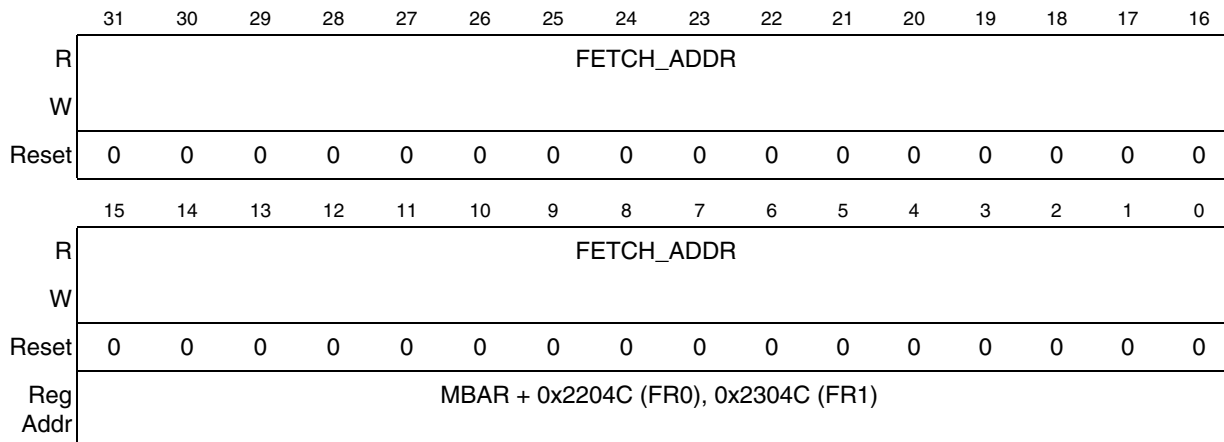 31 30 29 28 27 26 25 24 23 22 21 20 19 18 17 16
R FETCH_ADDR
W
Reset 0 0 0 0 0 0 0 0 0 0 0 0 0 0 0 0
15 14 13 12 11 10 9 8 7 6 5 4 3 2 1 0
R FETCH_ADDR
W
Reset 0 0 0 0 0 0 0 0 0 0 0 0 0 0 0 0
Reg MBAR + 0x2204C (FR0), 0x2304C (FR1)
Addr